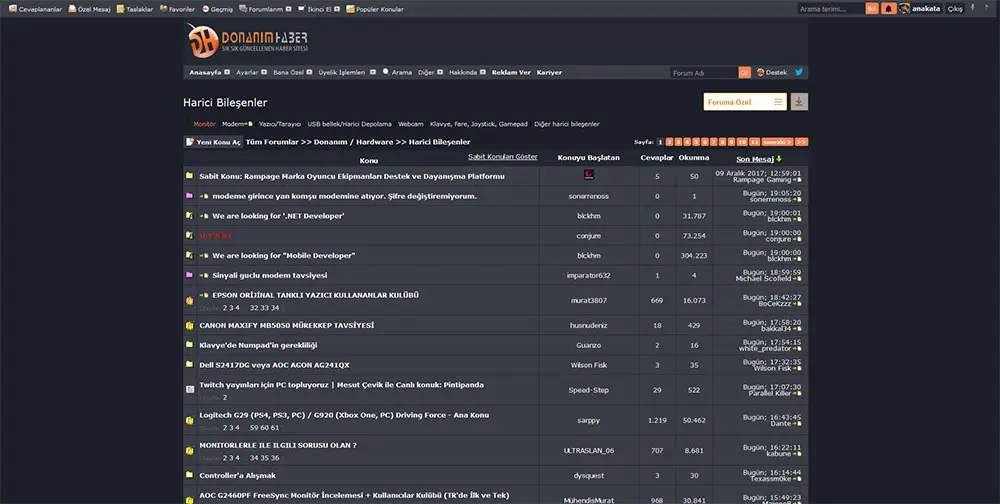 Cevaplananlar Özel Mesaj Taslaklar Favoriler Geçmiş Forumlarım İkinci El Popüler Konular Arama terimi... Bul anakata Çıkış
DONANIMHABER
SIK SIK GÜNCELLENEN HABER SİTESİ
Anasayfa Ayarlar Bana Özel Üyelik İşlemleri Arama Diğer Hakkında Reklam Ver Kariyer Forum Adı Git Destek
Harici Bileşenler Foruma Özel
Monitör Modem Yazıcı/Tarayıcı USB bellek/Harici Depolama Webcam Klavye, Fare, Joystick, Gamepad Diğer harici bileşenler
Yeni Konu Aç Tüm Forumlar >> Donanım / Hardware >> Harici Bileşenler Sayfa: 1 2 3 4 5 6 7 8 9 10 11 sonraki > >>
Konu Sabit Konuları Göster Konuyu Başlatan Cevaplar Okunma Son Mesaj
Sabit Konu: Rampage Marka Oyuncu Ekipmanları Destek ve Dayanışma Platformu 5 50 09 Aralık 2017; 12:59:01
Rampage Gaming
modeme girince yan komşu modemine atıyor. Şifre değiştiremiyorum. sonerrenoss 0 1 Bugün; 19:05:20
sonerrenoss
We are looking for '.NET Developer' blckhm 0 31.787 Bugün; 19:00:01
blckhm
conjure 0 73.254 Bugün; 19:00:00
conjure
We are looking for "Mobile Developer" blckhm 0 304.223 Bugün; 19:00:00
blckhm
Sinyali guclu modem tavsiyesi imparator632 1 4 Bugün; 18:59:59
Michael Scofield
EPSON ORİJİNAL TANKLI YAZICI KULLANANLAR KULÜBÜ murat3807 669 16.073 Bugün; 18:42:27
2 3 4 32 33 34 BoCeKzzz
CANON MAXIFY MB5050 MÜREKKEP TAVSİYESİ husnudeniz 18 429 Bugün; 17:58:20
bakkal34
Klavye'de Numpad'in gerekliliği Guanzo 2 16 Bugün; 17:54:15
white_predator
Dell S2417DG veya AOC AGON AG241QX Wilson Fisk 3 35 Bugün; 17:32:35
Wilson Fisk
Twitch yayınları için PC topluyoruz | Mesut Çevik ile Canlı konuk: Pintipanda Speed-Step 29 522 Bugün; 17:07:30
2 Parallel Killer
Logitech G29 (PS4, PS3, PC) / G920 (Xbox One, PC) Driving Force - Ana Konu sarppy 1.219 50.462 Bugün; 16:43:45
2 3 4 59 60 61 Dante
MONITORLERLE ILE ILGILI SORUSU OLAN ? ULTRASLAN_06 707 8.681 Bugün; 16:22:11
2 3 4 34 35 36 kabune
Controller'a Alışmak dysquest 3 30 Bugün; 16:14:44
Texassm0ke
AOC G2460PF FreeSync Monitör İncelemesi + Kullanıcılar Kulübü (TR'de İlk ve Tek) MühendisMurat 968 30.841 Bugün; 15:49:23